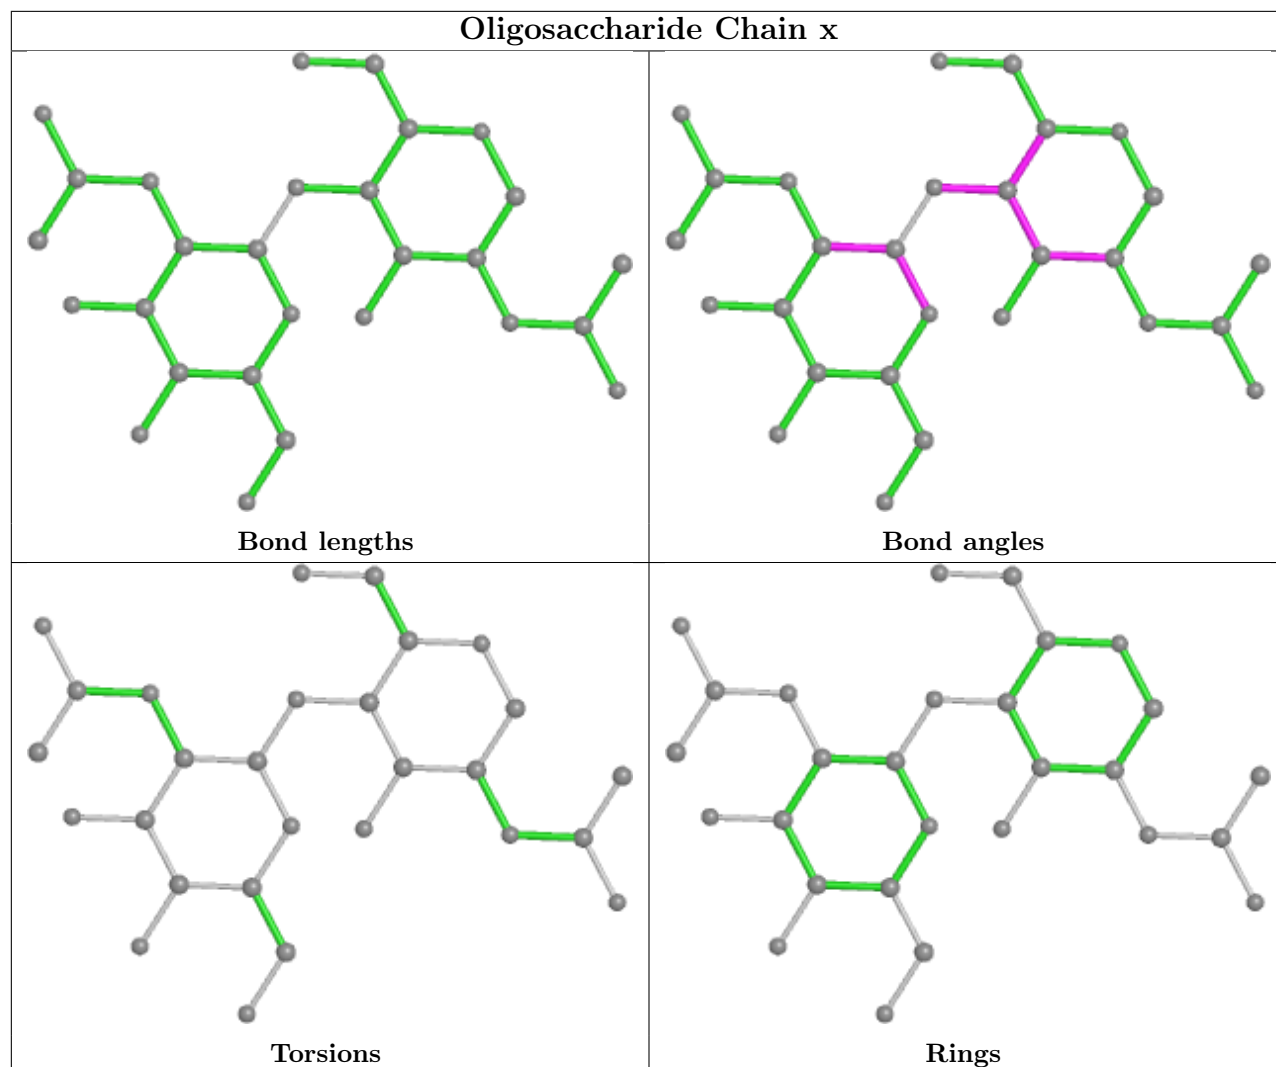 Oligosaccharide Chain x
Bond lengths
Bond angles
Torsions
Rings